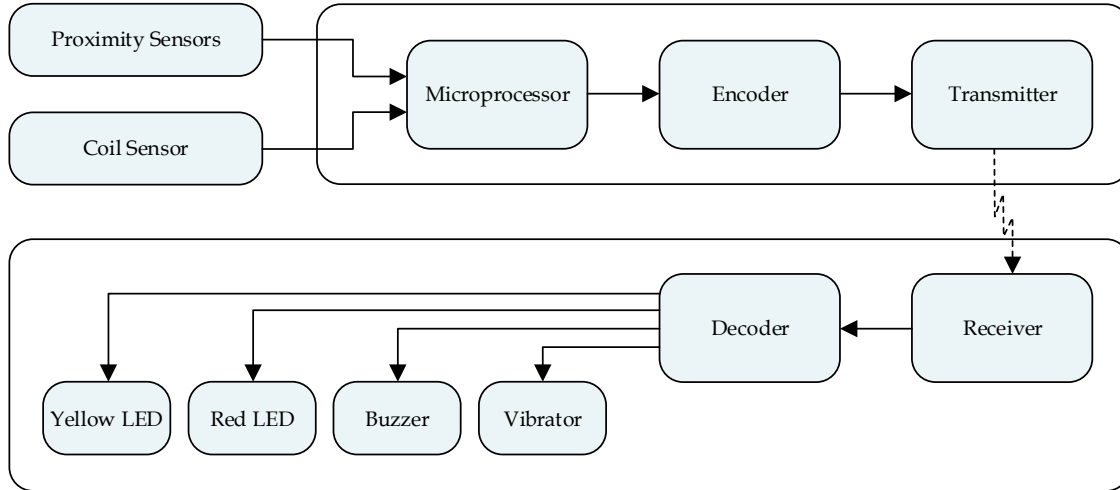 Proximity Sensors
Coil Sensor
Microprocessor
Encoder
Transmitter
Decoder
Receiver
Yellow LED
Red LED
Buzzer
Vibrator